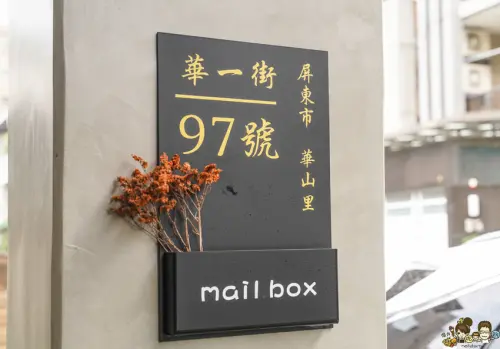 華一街
97號
屏東市 華山里
mail box